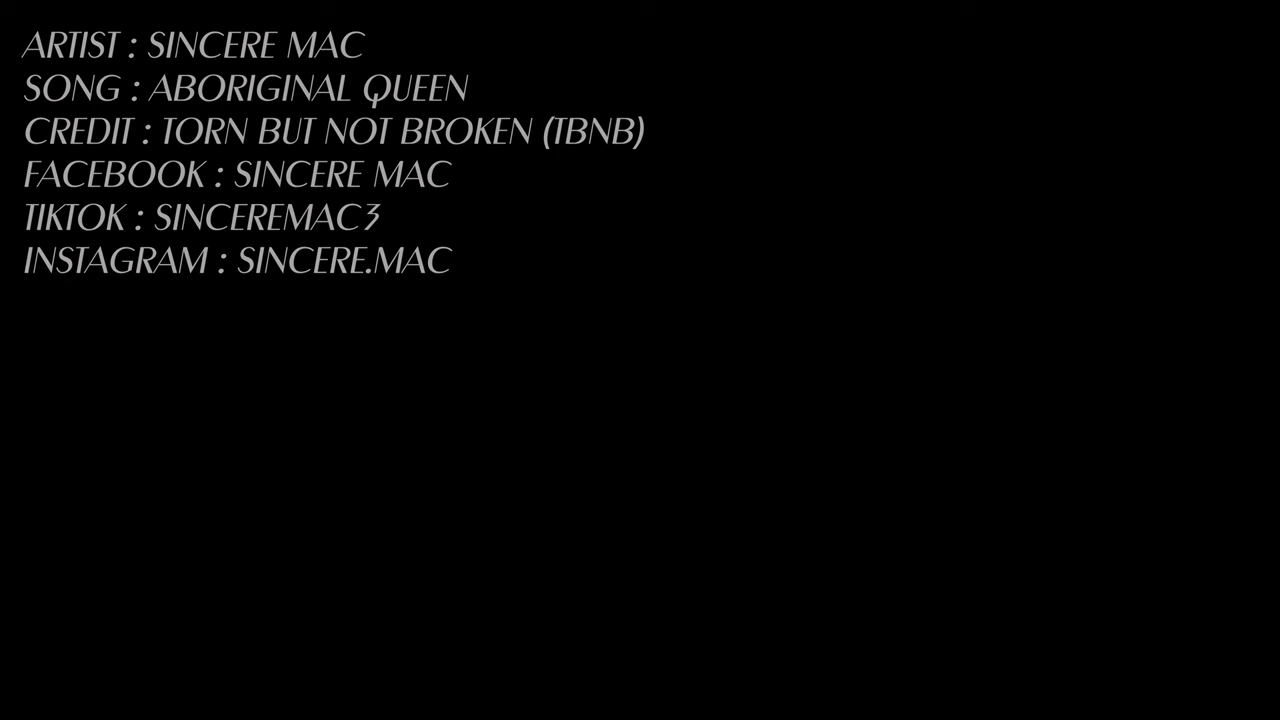 ARTIST : SINCERE MAC
SONG : ABORIGINAL QUEEN
CREDIT : TORN BUT NOT BROKEN (TBNB)
FACEBOOK : SINCERE MAC
TIKTOK : SINCEREMAC3
INSTAGRAM : SINCERE.MAC